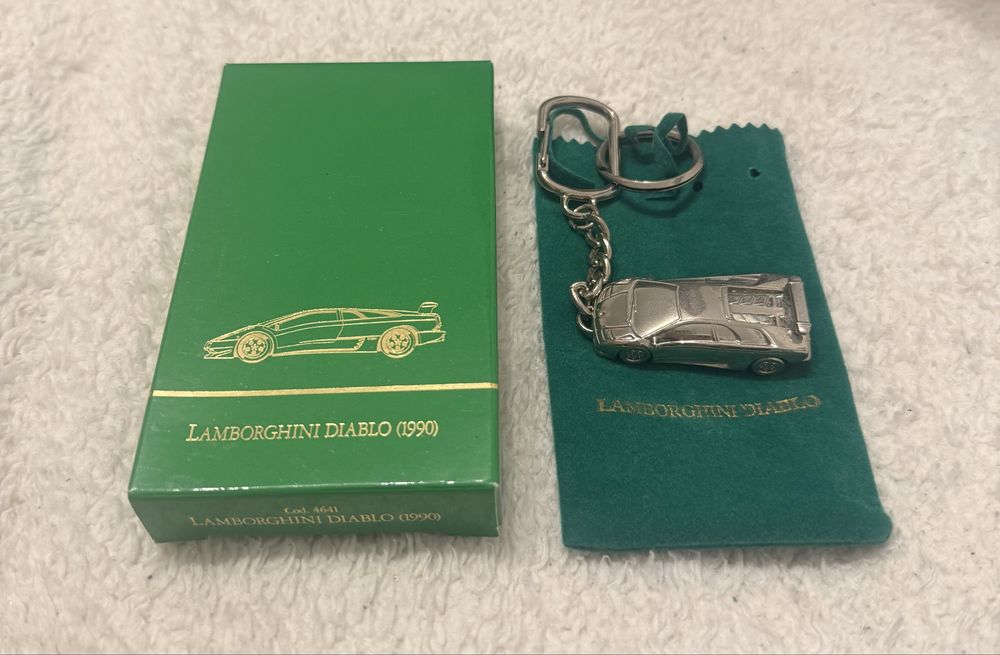 LAMBORGHINI DIABLO (1990)
Cod. 4641
LAMBORGHINI DIABLO (1990)
LAMBORGHINI DIABLO